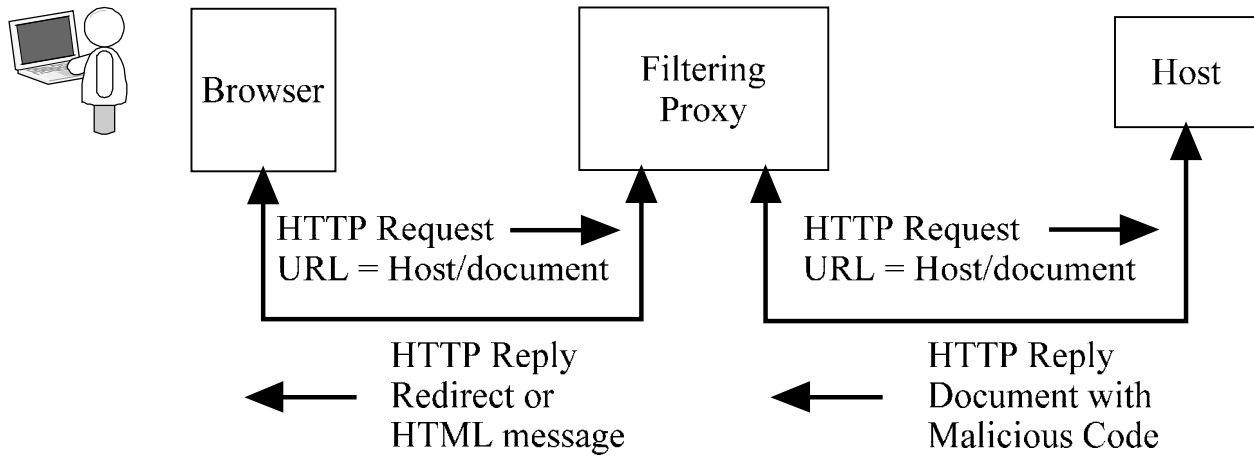 Browser
Filtering
Proxy
Host
HTTP Request
URL = Host/document
HTTP Request
URL = Host/document
HTTP Reply
Redirect or
HTML message
HTTP Reply
Document with
Malicious Code